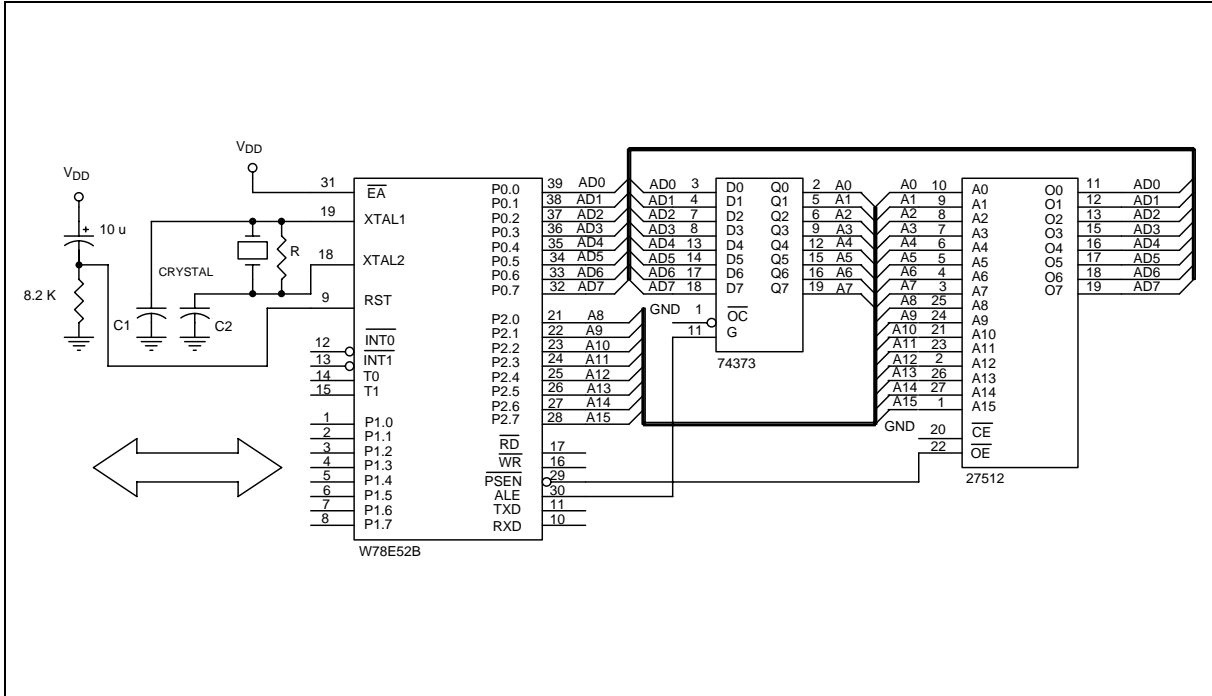 VDD
10 u
8.2 K
VDD
CRYSTAL
R
C1
C2
31 EA
19 XTAL1
18 XTAL2
9 RST
12 INT0
13 INT1
14 T0
15 T1
1 P1.0
2 P1.1
3 P1.2
4 P1.3
5 P1.4
6 P1.5
7 P1.6
8 P1.7
P0.0 39 AD0
P0.1 38 AD1
P0.2 37 AD2
P0.3 36 AD3
P0.4 35 AD4
P0.5 34 AD5
P0.6 33 AD6
P0.7 32 AD7
P2.0 21 A8
P2.1 22 A9
P2.2 23 A10
P2.3 24 A11
P2.4 25 A12
P2.5 26 A13
P2.6 27 A14
P2.7 28 A15
RD 17
WR 16
PSEN 29
ALE 30
TXD 11
RXD 10
W78E52B
AD0 3 D0 Q0 2 A0
AD1 4 D1 Q1 5 A1
AD2 7 D2 Q2 6 A2
AD3 8 D3 Q3 9 A3
AD4 13 D4 Q4 12 A4
AD5 14 D5 Q5 15 A5
AD6 17 D6 Q6 16 A6
AD7 18 D7 Q7 19 A7
GND 1 OC
11 G
74373
A0 10 A0 O0 11 AD0
A1 9 A1 O1 12 AD1
A2 8 A2 O2 13 AD2
A3 7 A3 O3 15 AD3
A4 6 A4 O4 16 AD4
A5 5 A5 O5 17 AD5
A6 4 A6 O6 18 AD6
A7 3 A7 O7 19 AD7
A8 25 A8
A9 24 A9
A10 21 A10
A11 23 A11
A12 2 A12
A13 26 A13
A14 27 A14
A15 1 A15
GND 20 CE
22 OE
27512